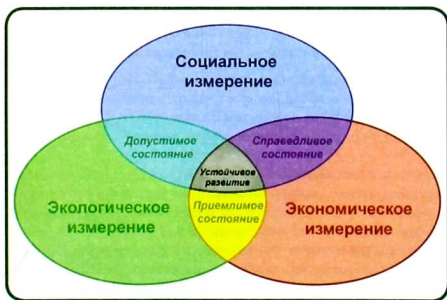 Социальное
измерение
Допустимое
состояние
Справедливое
состояние
Устойчивое
развитие
Экологическое
измерение
Приемлимое
состояние
Экономическое
измерение